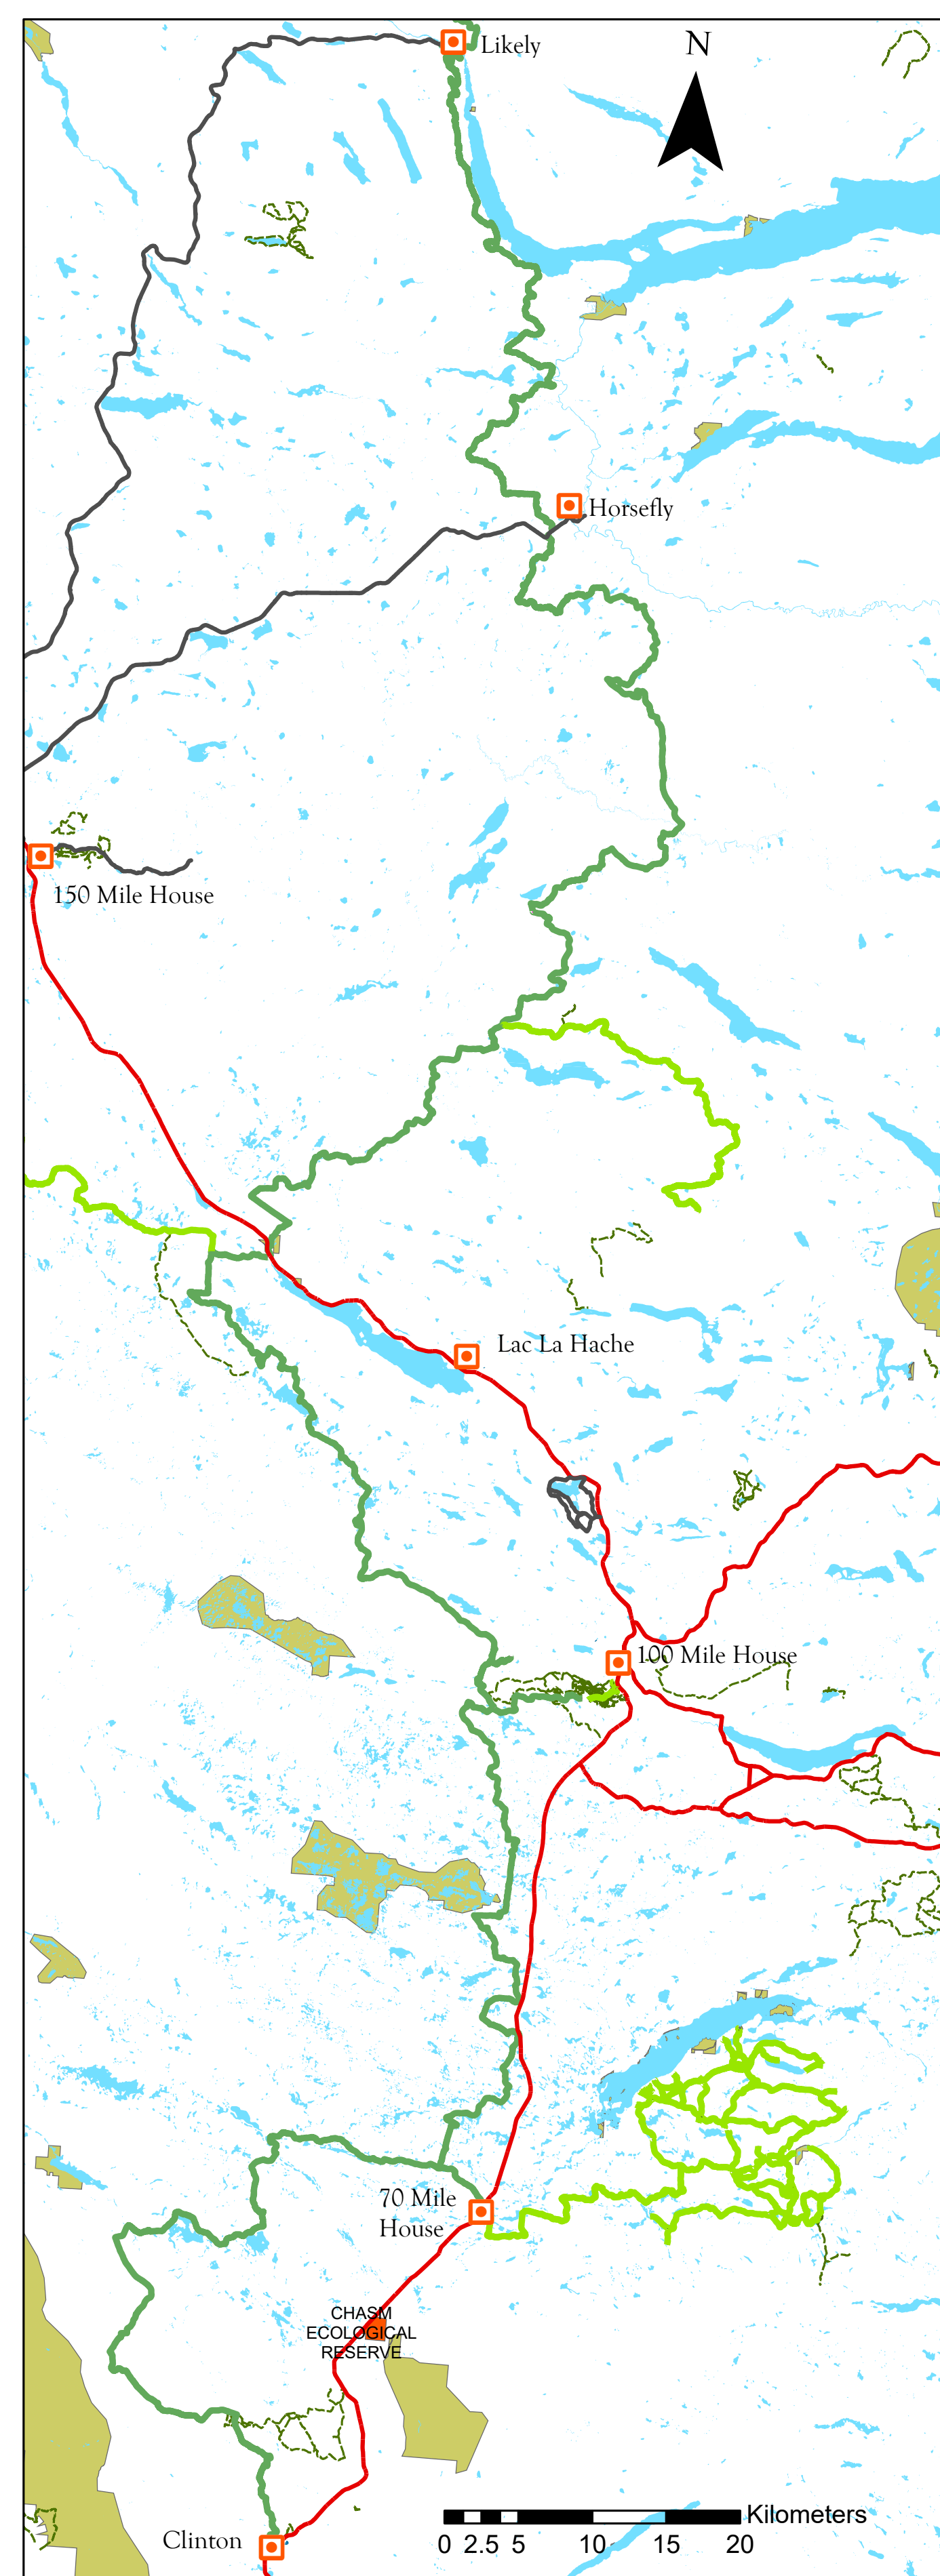 Likely
N
Horsefly
150 Mile House
Lac La Hache
100 Mile House
70 Mile
House
CHASM
ECOLOGICAL
RESERVE
Kilometers
0 2.5 5 10 15 20
Clinton